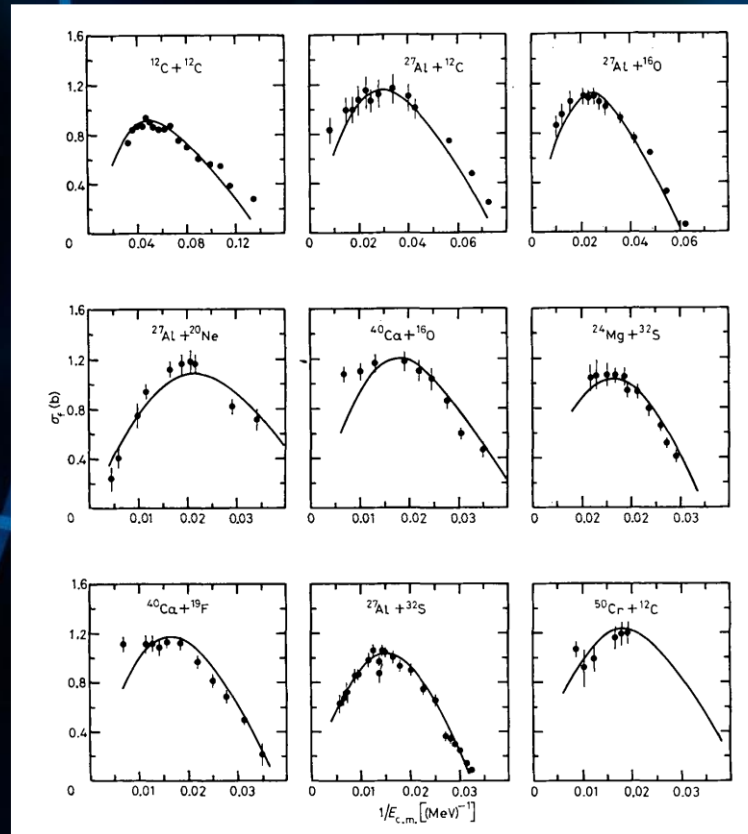 1.6
1.2
0.8
0.4
0
¹²C + ¹²C
0.04 0.08 0.12
²⁷Al + ¹²C
0 0.02 0.04 0.06
²⁷Al + ¹⁶O
0 0.02 0.04 0.06
1.6
1.2
0.8
0.4
0
σf (b)
²⁷Al + ²⁰Ne
0.01 0.02 0.03
⁴⁰Ca + ¹⁶O
0 0.01 0.02 0.03
²⁴Mg + ³²S
0 0.02 0.02 0.03
1.6
1.2
0.8
0.4
0
⁴⁰Ca + ¹⁹F
0.01 0.02 0.03
²⁷Al + ³²S
0 0.01 0.02 0.03
⁵⁰Cr + ¹²C
0 0.01 0.02 0.03
1/E c.m. [(MeV)⁻¹]